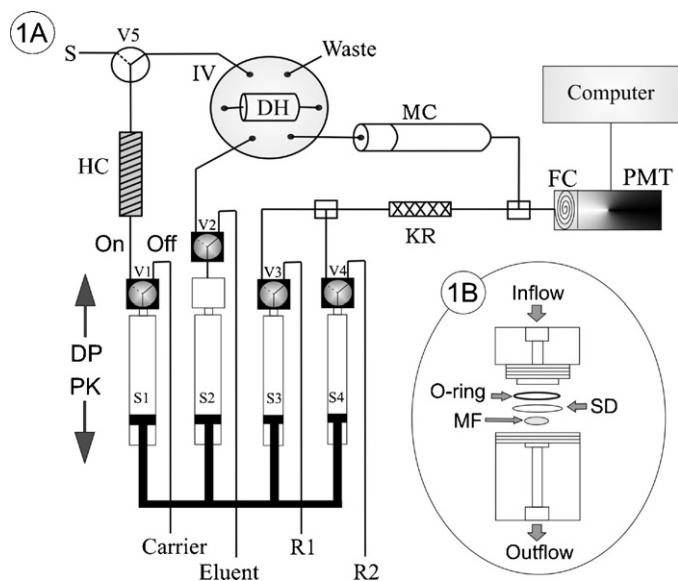 1A
S
V5
IV
Waste
DH
MC
Computer
HC
FC
PMT
KR
On
Off
V2
V1
V3
V4
DP
PK
S1
S2
S3
S4
Carrier
Eluent
R1
R2
1B
Inflow
O-ring
SD
MF
Outflow